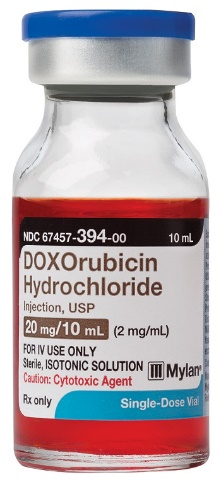 NDC 67457-394-00 10 mL
DOXOrubicin
Hydrochloride
Injection, USP
20 mg/10 mL (2 mg/mL)
FOR IV USE ONLY
Sterile, ISOTONIC SOLUTION
Caution: Cytotoxic Agent
Mylan®
Rx only
Single-Dose Vial